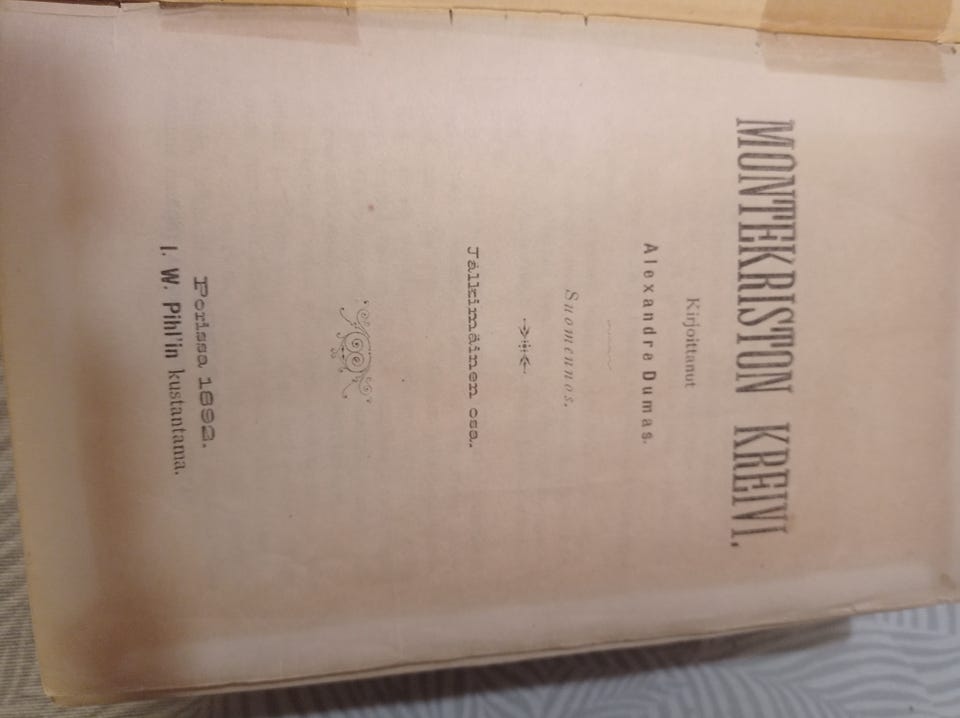 MONTEKRISTON KREIVI,
Kirjoittanut
Alexandre Dumas.
Suomennos.
Jälkimäinen osa.
Porissa 1892.
I. W. Pihl'in kustantama.